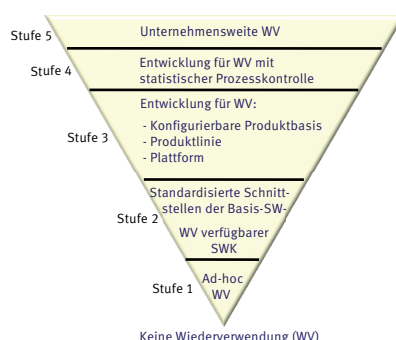 Stufe 5
Unternehmensweite WV
Stufe 4
Entwicklung für WV mit
statistischer Prozesskontrolle
Stufe 3
Entwicklung für WV:
- Konfigurierbare Produktbasis
- Produktlinie
- Plattform
Stufe 2
Standardisierte Schnitt-
stellen der Basis-SW-
WV verfügbarer
SWK
Stufe 1
Ad-hoc
WV
Keine Wiederverwendung (WV)